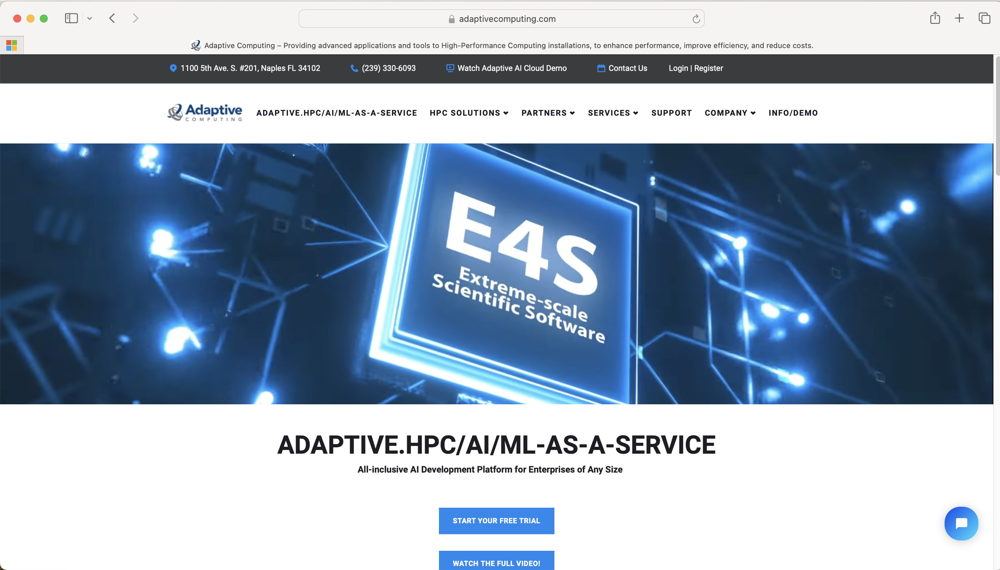 adaptivecomputing.com
Adaptive Computing – Providing advanced applications and tools to High-Performance Computing installations, to enhance performance, improve efficiency, and reduce costs.
1100 5th Ave. S. #201, Naples FL 34102
(239) 330-6093
Watch Adaptive AI Cloud Demo
Contact Us
Login | Register
Adaptive
COMPUTING
ADAPTIVE.HPC/AI/ML-AS-A-SERVICE
HPC SOLUTIONS
PARTNERS
SERVICES
SUPPORT
COMPANY
INFO/DEMO
E4S
Extreme-scale
Scientific Software
ADAPTIVE.HPC/AI/ML-AS-A-SERVICE
All-inclusive AI Development Platform for Enterprises of Any Size
START YOUR FREE TRIAL
WATCH THE FULL VIDEO!